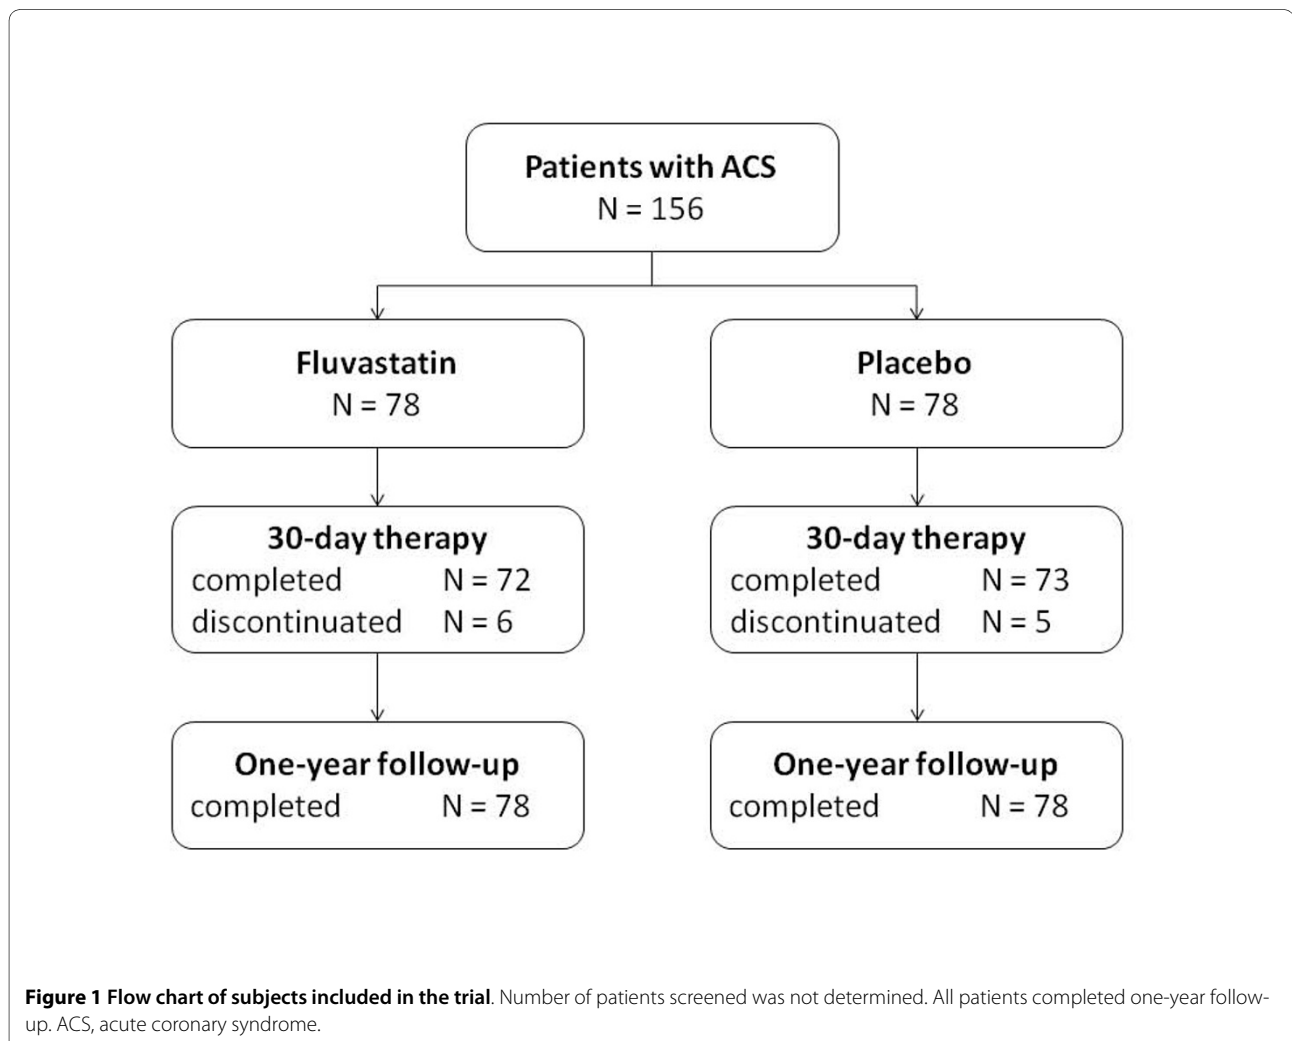 Patients with ACS
N = 156
Fluvastatin
N = 78
Placebo
N = 78
30-day therapy
completed N = 72
discontinuated N = 6
30-day therapy
completed N = 73
discontinuated N = 5
One-year follow-up
completed N = 78
One-year follow-up
completed N = 78
Figure 1 Flow chart of subjects included in the trial. Number of patients screened was not determined. All patients completed one-year follow-
up. ACS, acute coronary syndrome.